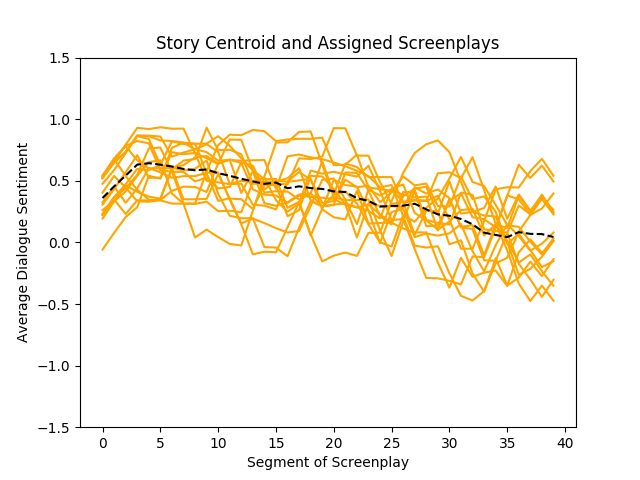 Story Centroid and Assigned Screenplays
1.5
1.0
0.5
0.0
−0.5
−1.0
−1.5
Average Dialogue Sentiment
0 5 10 15 20 25 30 35 40
Segment of Screenplay